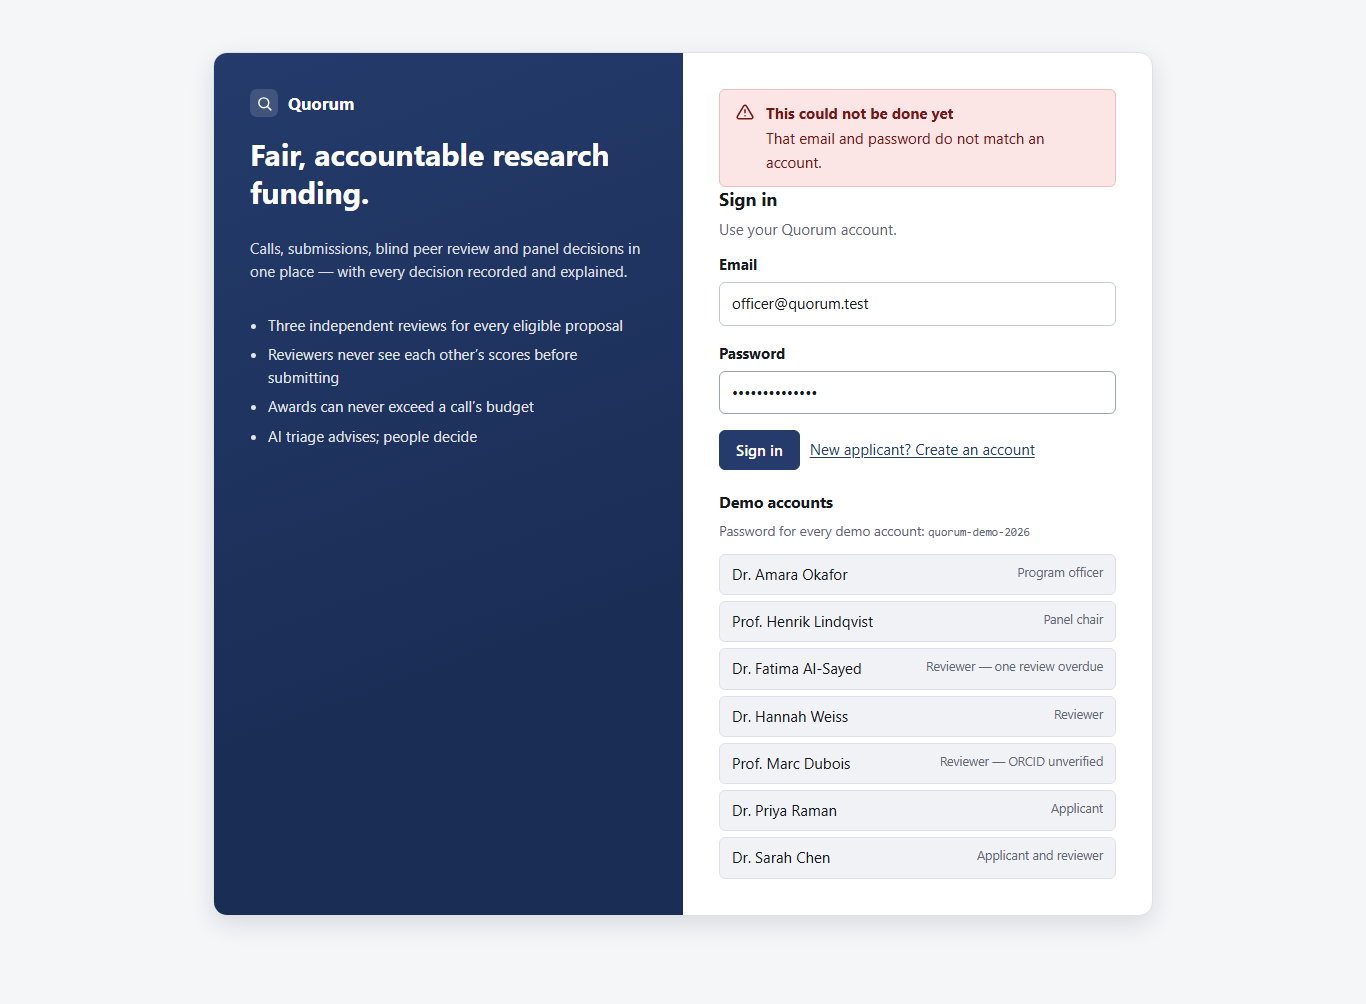 Quorum
Fair, accountable research
funding.
Calls, submissions, blind peer review and panel decisions in
one place — with every decision recorded and explained.
• Three independent reviews for every eligible proposal
• Reviewers never see each other’s scores before
submitting
• Awards can never exceed a call’s budget
• AI triage advises; people decide
This could not be done yet
That email and password do not match an
account.
Sign in
Use your Quorum account.
Email
officer@quorum.test
Password
••••••••••••••
Sign in New applicant? Create an account
Demo accounts
Password for every demo account: quorum-demo-2026
Dr. Amara Okafor Program officer
Prof. Henrik Lindqvist Panel chair
Dr. Fatima Al-Sayed Reviewer — one review overdue
Dr. Hannah Weiss Reviewer
Prof. Marc Dubois Reviewer — ORCID unverified
Dr. Priya Raman Applicant
Dr. Sarah Chen Applicant and reviewer